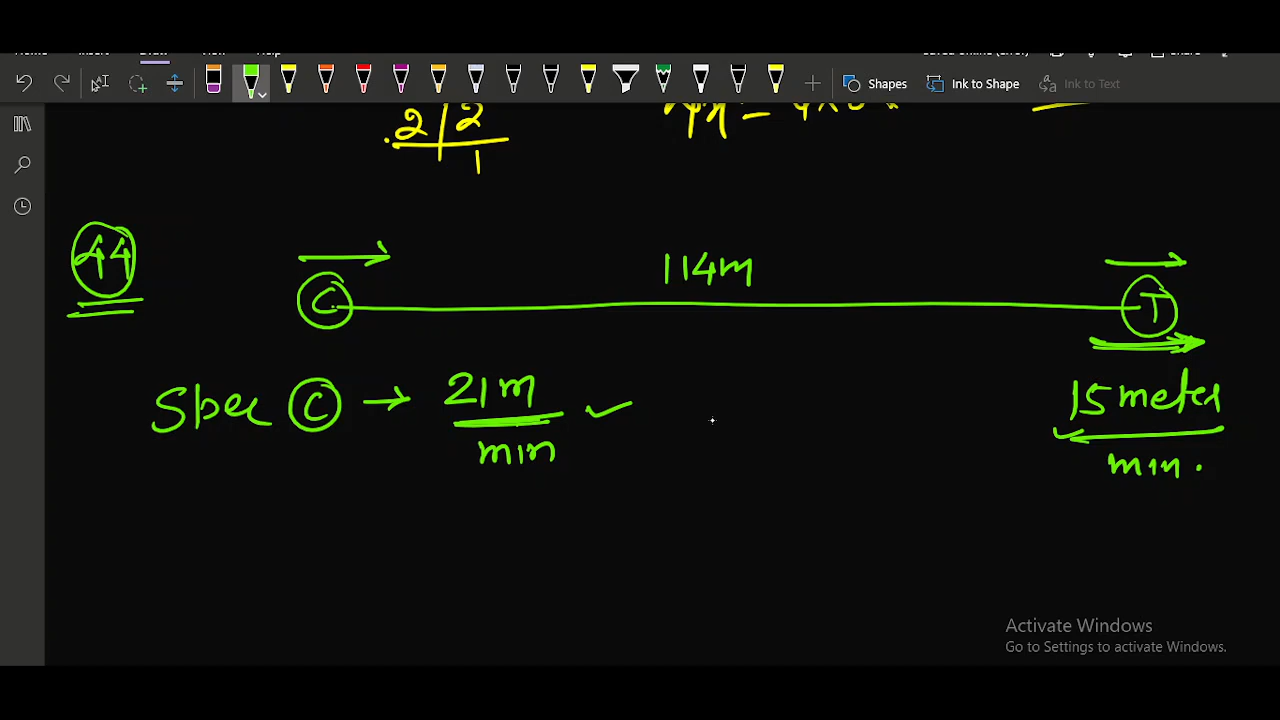 Shapes
Ink to Shape
Ink to Text
2 | 2
1
44
C
114m
T
C → 21m
min
15 meter
min.
Activate Windows
Go to Settings to activate Windows.